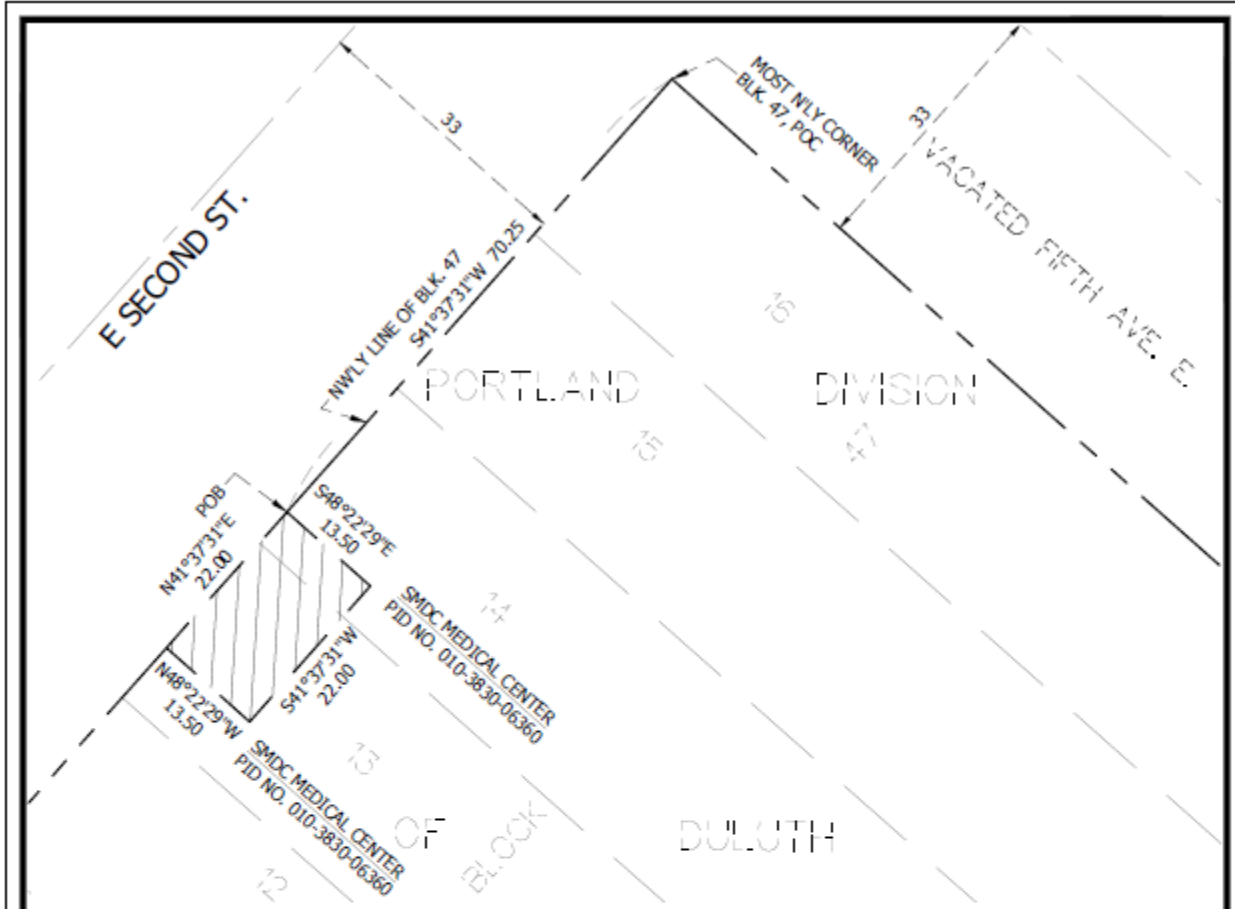 33
MOST N'LY CORNER
BLK. 47, POC
33
VACATED FIFTH AVE. E.
E SECOND ST.
NW'LY LINE OF BLK. 47
S41°37'31"W 70.25
16
PORTLAND DIVISION
15
47
POB
N41°37'31"E
22.00
S48°22'29"E
13.50
14
SMDC MEDICAL CENTER
PID NO. 010-3830-06360
S41°37'31"W
22.00
N48°22'29"W
13.50
13
SMDC MEDICAL CENTER
PID NO. 010-3830-06360
OF DULUTH
BLOCK
12